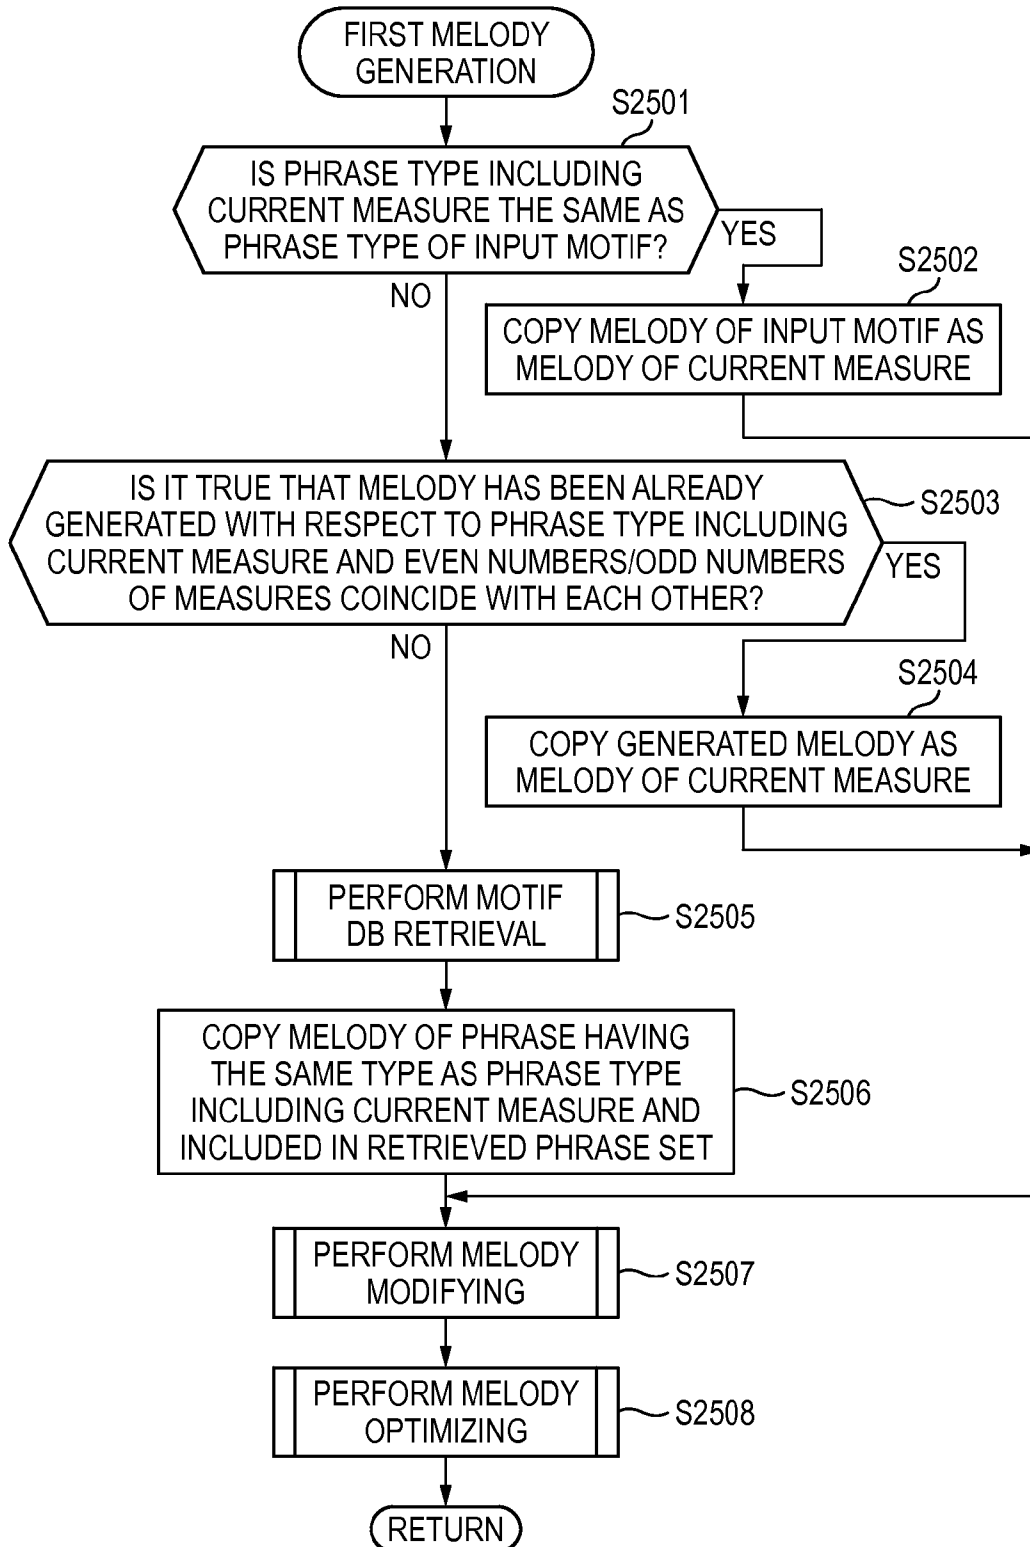 FIRST MELODY
GENERATION
S2501
IS PHRASE TYPE INCLUDING
CURRENT MEASURE THE SAME AS
PHRASE TYPE OF INPUT MOTIF?
YES
NO
S2502
COPY MELODY OF INPUT MOTIF AS
MELODY OF CURRENT MEASURE
IS IT TRUE THAT MELODY HAS BEEN ALREADY
GENERATED WITH RESPECT TO PHRASE TYPE INCLUDING
CURRENT MEASURE AND EVEN NUMBERS/ODD NUMBERS
OF MEASURES COINCIDE WITH EACH OTHER?
S2503
YES
NO
S2504
COPY GENERATED MELODY AS
MELODY OF CURRENT MEASURE
PERFORM MOTIF
DB RETRIEVAL
S2505
COPY MELODY OF PHRASE HAVING
THE SAME TYPE AS PHRASE TYPE
INCLUDING CURRENT MEASURE AND
INCLUDED IN RETRIEVED PHRASE SET
S2506
PERFORM MELODY
MODIFYING
S2507
PERFORM MELODY
OPTIMIZING
S2508
RETURN